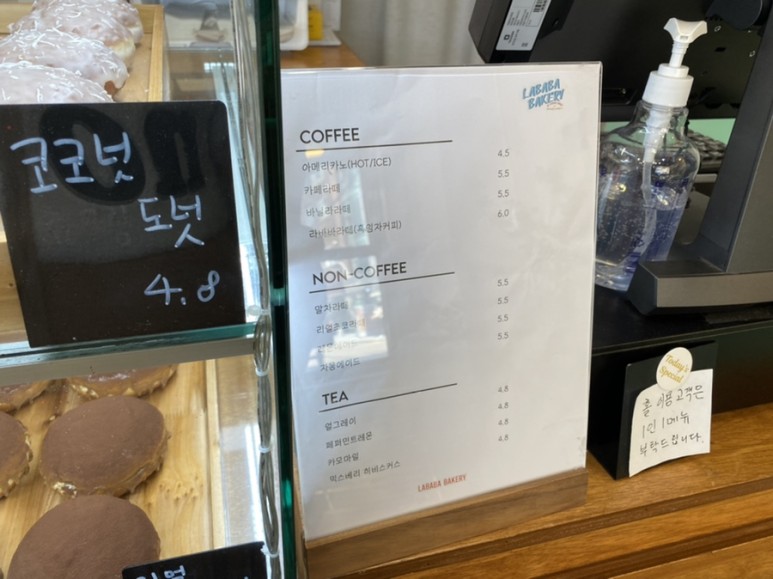 코코넛
도넛
4.8
LABABA
BAKERY
COFFEE
아메리카노(HOT/ICE) 4.5
카페라떼 5.5
바닐라라떼 5.5
라바바라떼(흑임자커피) 6.0
NON-COFFEE
말차라떼 5.5
리얼초코라떼 5.5
5.5
자몽에이드 5.5
TEA
얼그레이 4.8
페퍼민트레몬 4.8
카모마일 4.8
믹스베리 히비스커스 4.8
LABABA BAKERY
Today's
Special
홀 이용 고객은
1인 1메뉴
부탁드립니다.